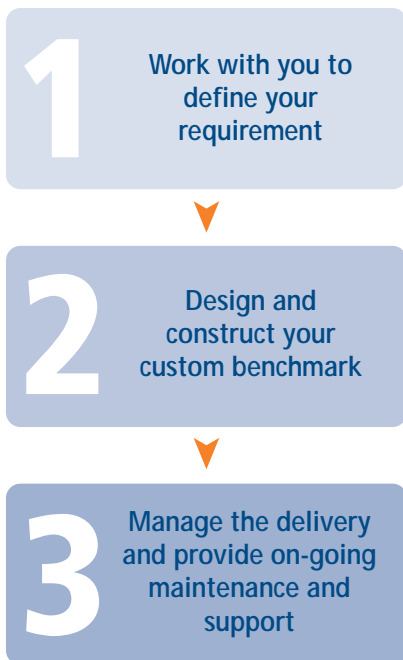 1
Work with you to
define your
requirement
2
Design and
construct your
custom benchmark
3
Manage the delivery
and provide on-going
maintenance and
support